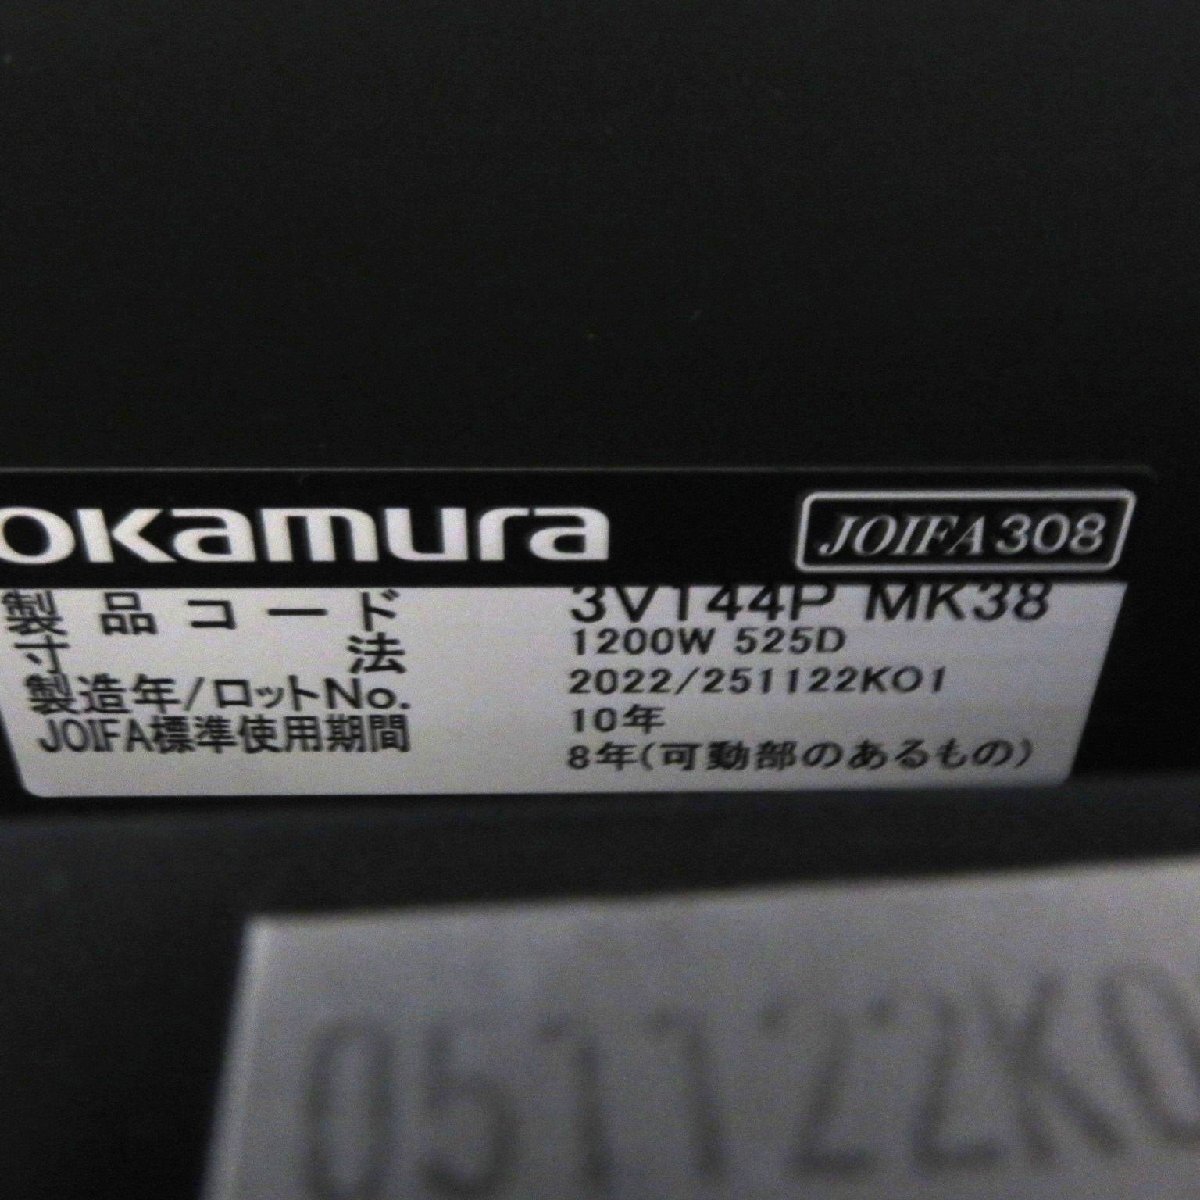 okamura JOIFA308
製品コード 3V144P MK38
寸法 1200W 525D
製造年/ロットNo. 2022/251122K01
JOIFA標準使用期間 10年
8年(可動部のあるもの)
051122K0